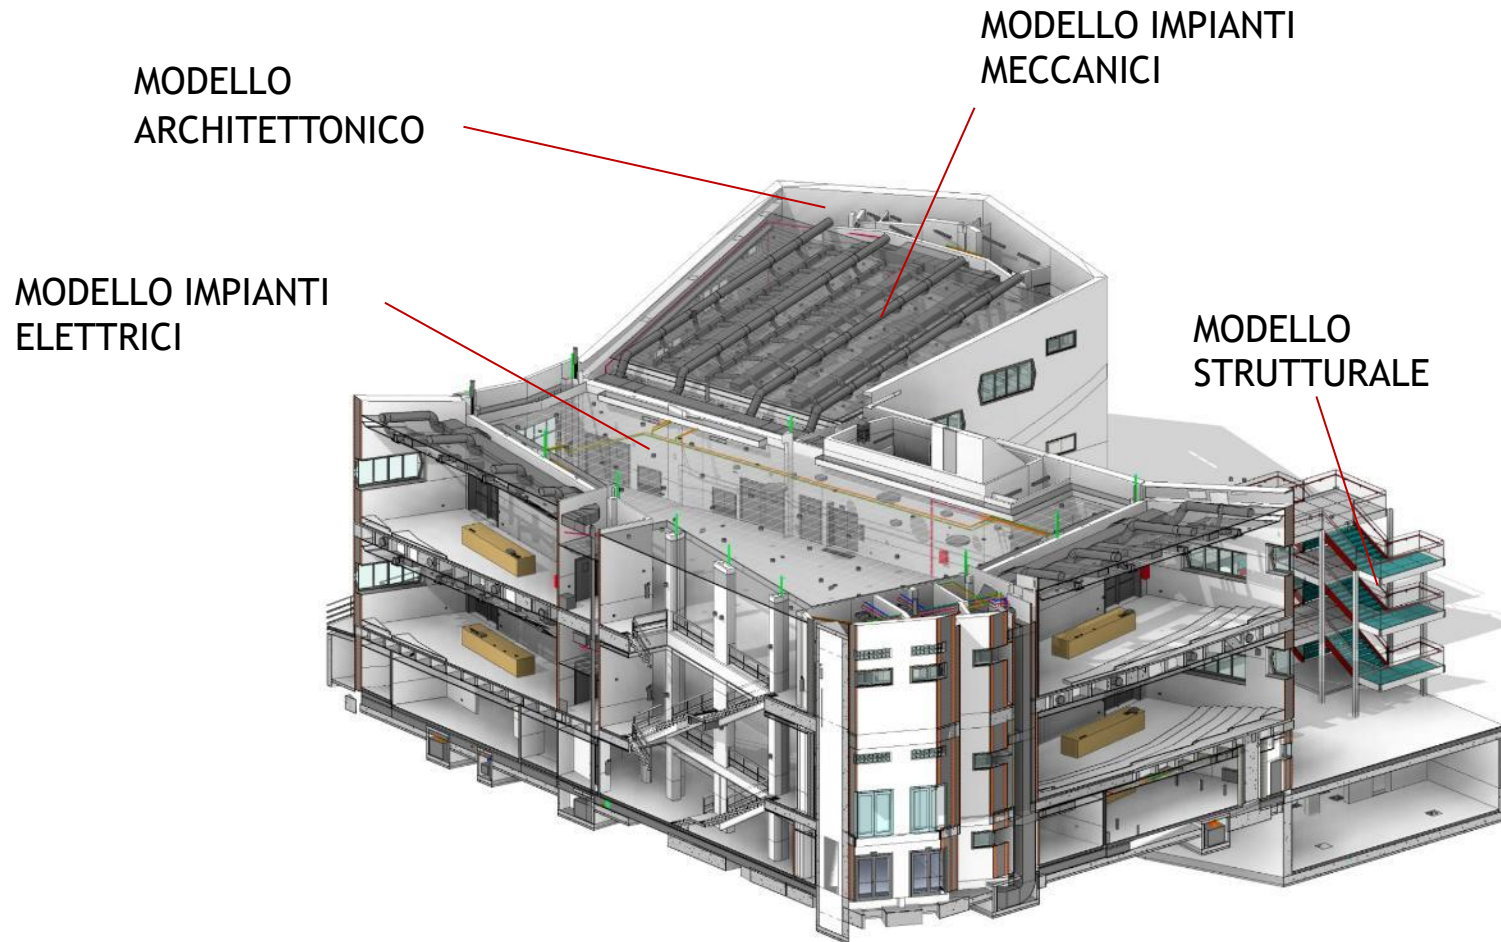 MODELLO IMPIANTI
MECCANICI
MODELLO
ARCHITETTONICO
MODELLO IMPIANTI
ELETTRICI
MODELLO
STRUTTURALE